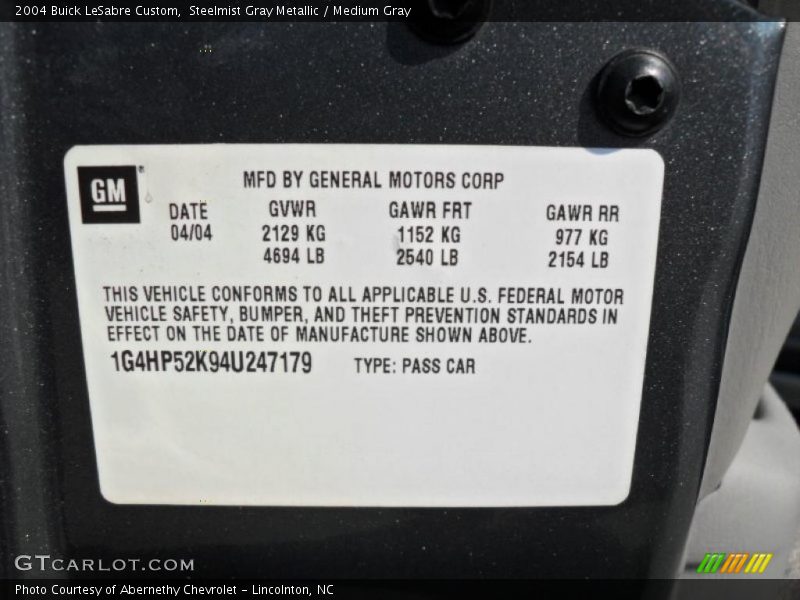 2004 Buick LeSabre Custom, Steelmist Gray Metallic / Medium Gray
GM
MFD BY GENERAL MOTORS CORP
DATE GVWR GAWR FRT GAWR RR
04/04 2129 KG 1152 KG 977 KG
4694 LB 2540 LB 2154 LB
THIS VEHICLE CONFORMS TO ALL APPLICABLE U.S. FEDERAL MOTOR
VEHICLE SAFETY, BUMPER, AND THEFT PREVENTION STANDARDS IN
EFFECT ON THE DATE OF MANUFACTURE SHOWN ABOVE.
1G4HP52K94U247179 TYPE: PASS CAR
GTCARLOT.COM
Photo Courtesy of Abernethy Chevrolet – Lincolnton, NC